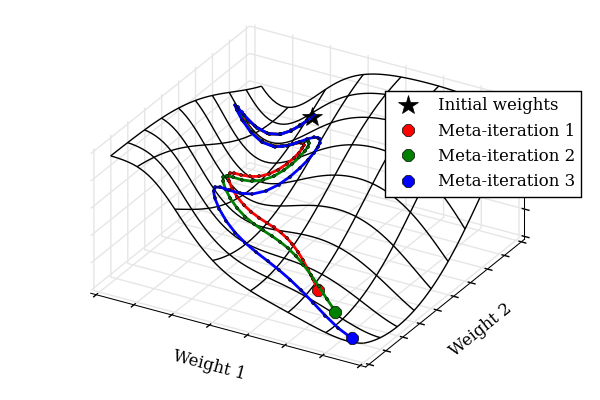 Initial weights
Meta-iteration 1
Meta-iteration 2
Meta-iteration 3
Weight 1
Weight 2